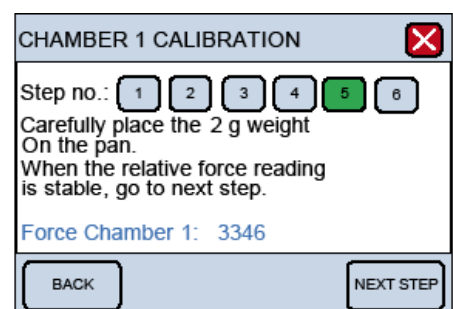 CHAMBER 1 CALIBRATION
Step no.: 1 2 3 4 5 6
Carefully place the 2 g weight
On the pan.
When the relative force reading
is stable, go to next step.
Force Chamber 1: 3346
BACK NEXT STEP